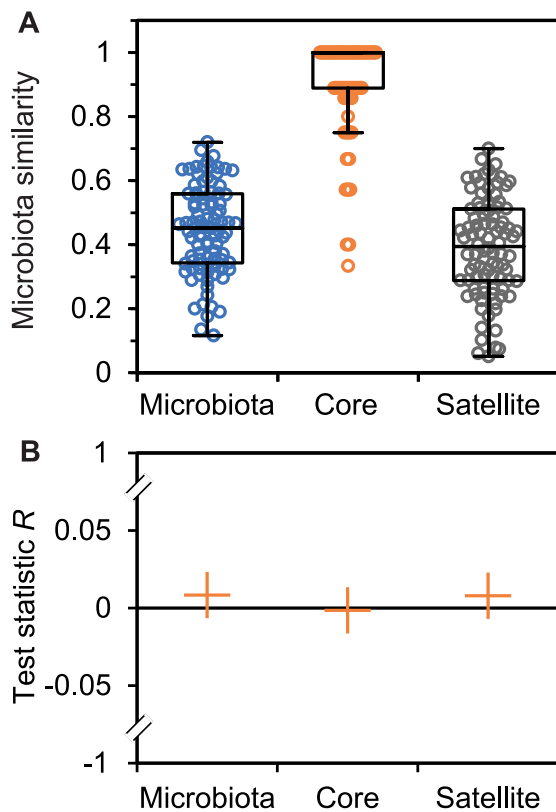 A
Microbiota similarity
1
0.8
0.6
0.4
0.2
0
Microbiota Core Satellite
B
Test statistic R
1
0.05
0
-0.05
-1
Microbiota Core Satellite